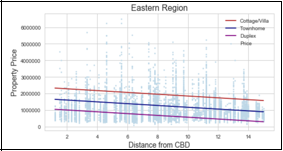 Eastern Region
Cottage/Villa
Townhome
Duplex
Price
Property Price
6000000
5000000
4000000
3000000
2000000
1000000
0
2 4 6 8 10 12 14
Distance from CBD